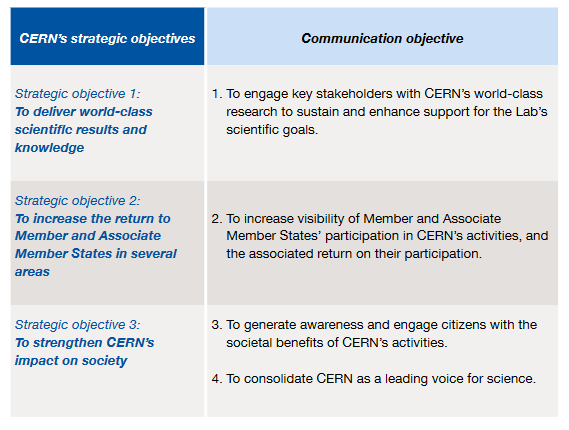 CERN's strategic objectives
Communication objective
Strategic objective 1:
To deliver world-class
scientific results and
knowledge
1. To engage key stakeholders with CERN's world-class
research to sustain and enhance support for the Lab's
scientific goals.
Strategic objective 2:
To increase the return to
Member and Associate
Member States in several
areas
2. To increase visibility of Member and Associate
Member States' participation in CERN's activities, and
the associated return on their participation.
Strategic objective 3:
To strengthen CERN's
impact on society
3. To generate awareness and engage citizens with the
societal benefits of CERN's activities.
4. To consolidate CERN as a leading voice for science.